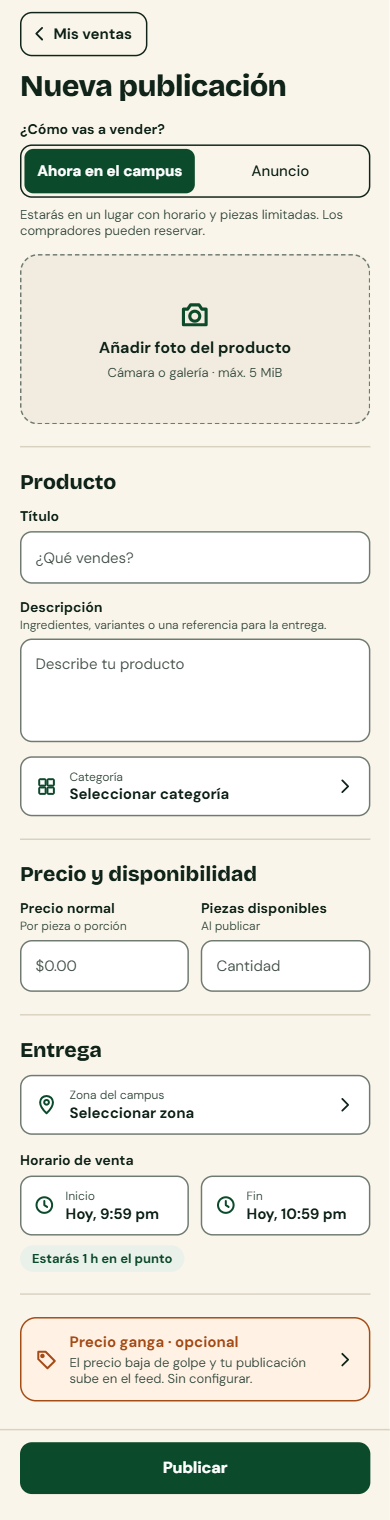 Mis ventas
Nueva publicación
¿Cómo vas a vender?
Ahora en el campus
Anuncio
Estarás en un lugar con horario y piezas limitadas. Los
compradores pueden reservar.
Añadir foto del producto
Cámara o galería · máx. 5 MiB
Producto
Título
¿Qué vendes?
Descripción
Ingredientes, variantes o una referencia para la entrega.
Describe tu producto
Categoría
Seleccionar categoría
Precio y disponibilidad
Precio normal
Por pieza o porción
$0.00
Piezas disponibles
Al publicar
Cantidad
Entrega
Zona del campus
Seleccionar zona
Horario de venta
Inicio
Hoy, 9:59 pm
Fin
Hoy, 10:59 pm
Estarás 1 h en el punto
Precio ganga · opcional
El precio baja de golpe y tu publicación
sube en el feed. Sin configurar.
Publicar